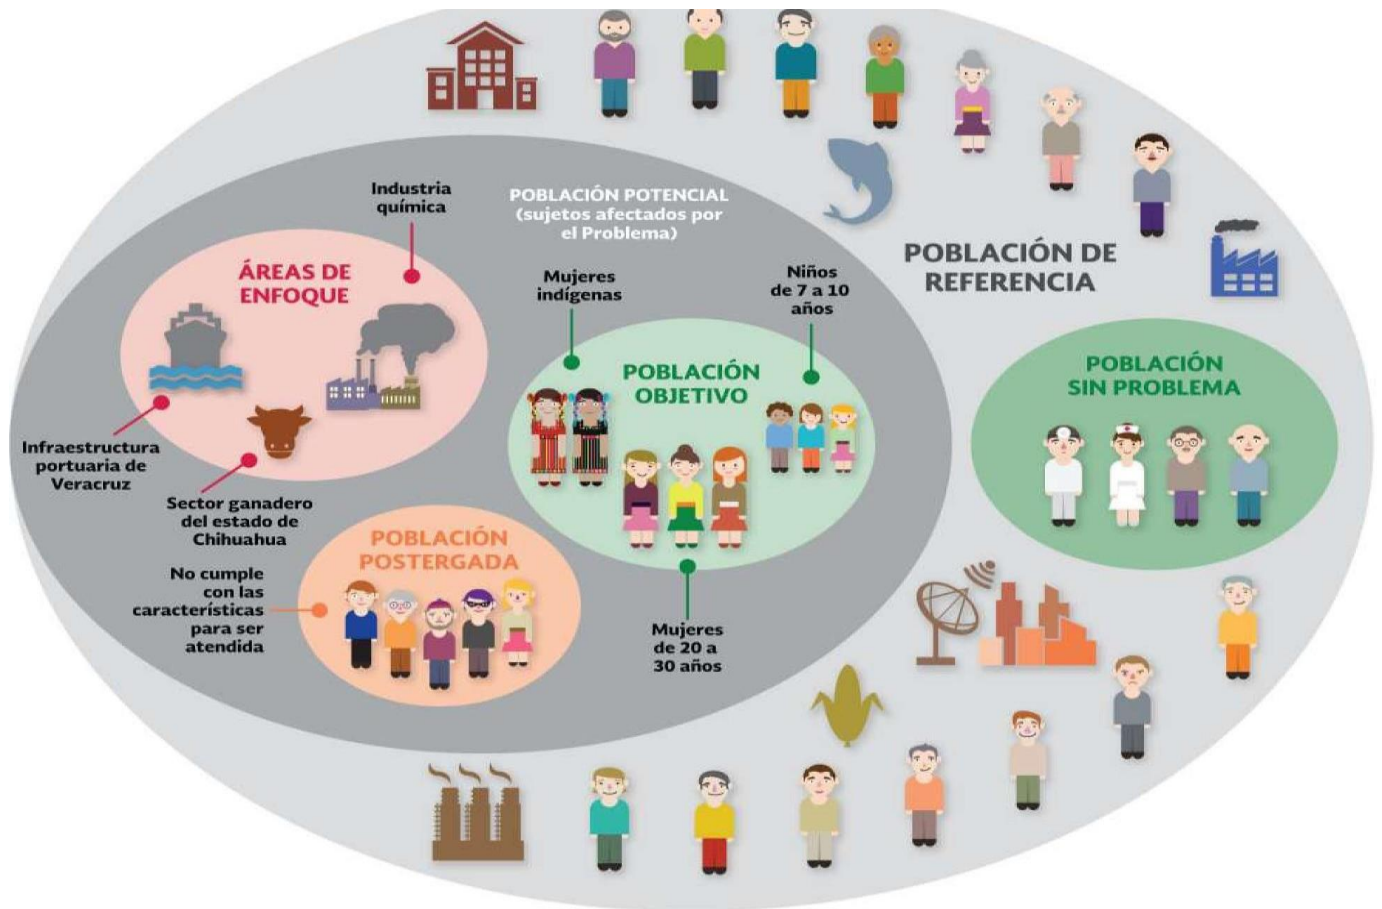 Industria
química
POBLACIÓN POTENCIAL
(sujetos afectados por
el Problema)
POBLACIÓN DE
REFERENCIA
ÁREAS DE
ENFOQUE
Mujeres
indígenas
Niños
de 7 a 10
años
POBLACIÓN
OBJETIVO
POBLACIÓN
SIN PROBLEMA
Infraestructura
portuaria de
Veracruz
Sector ganadero
del estado de
Chihuahua
POBLACIÓN
POSTERGADA
No cumple
con las
características
para ser
atendida
Mujeres
de 20 a
30 años